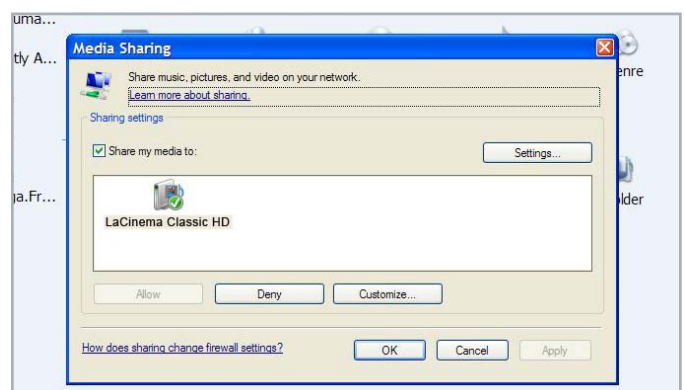 uma...
tly A...
Media Sharing
enre
Share music, pictures, and video on your network.
Learn more about sharing.
Sharing settings
Share my media to:
Settings...
ga.Fr...
lder
LaCinema Classic HD
Allow
Deny
Customize...
How does sharing change firewall settings?
OK
Cancel
Apply